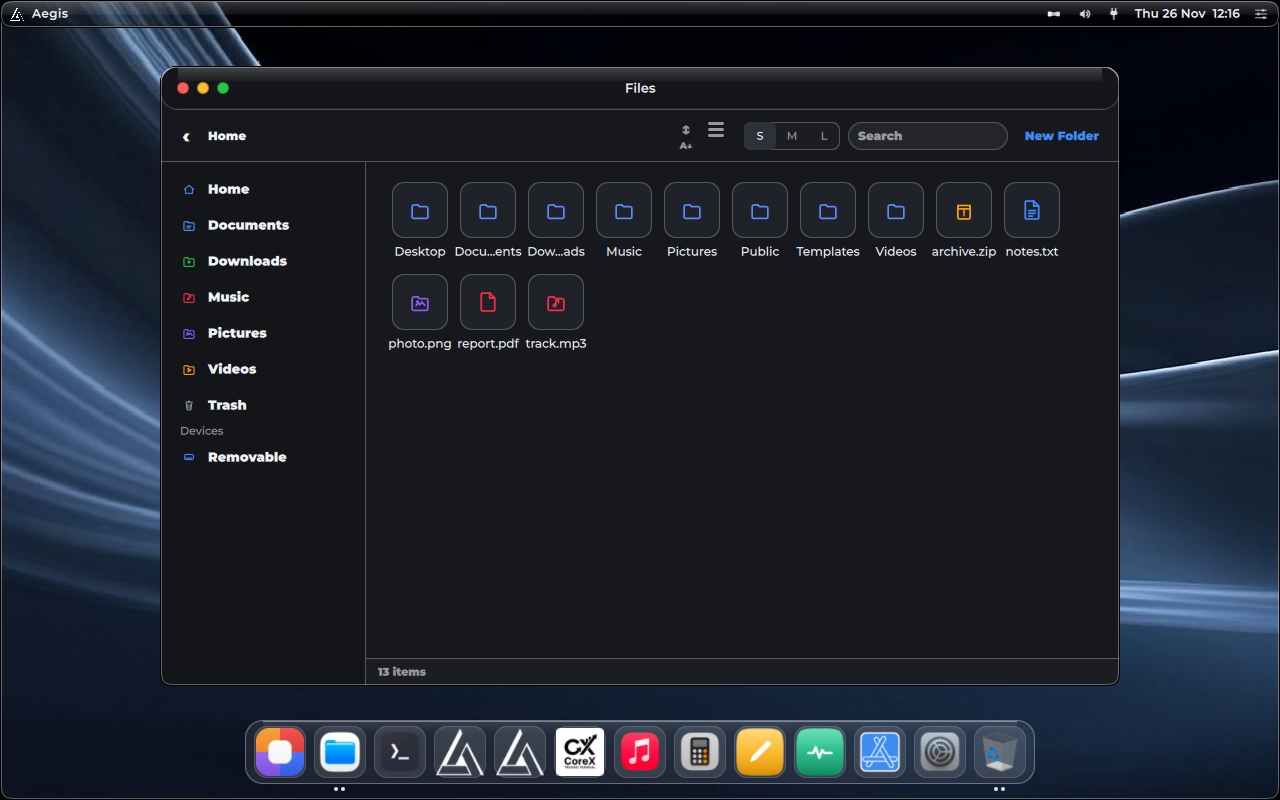 Aegis
Thu 26 Nov 12:16
Files
Home
A+
S M L
Search
New Folder
Home
Documents
Downloads
Music
Pictures
Videos
Trash
Devices
Removable
Desktop Docu...ents Dow...ads Music Pictures Public Templates Videos archive.zip notes.txt
photo.png report.pdf track.mp3
13 items
CX
CoreX